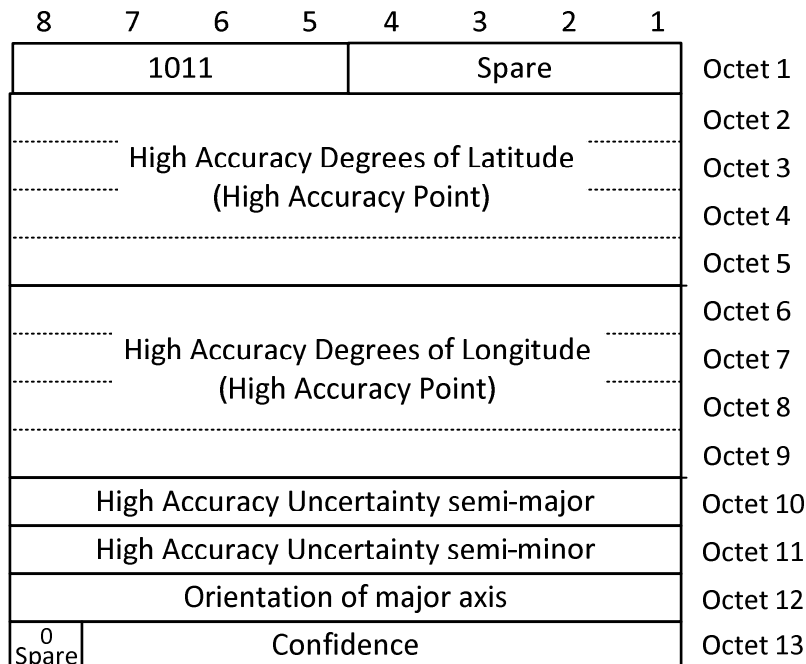 8 7 6 5 4 3 2 1
1011 Spare Octet 1
Octet 2
High Accuracy Degrees of Latitude
Octet 3
(High Accuracy Point)
Octet 4
Octet 5
Octet 6
High Accuracy Degrees of Longitude
Octet 7
(High Accuracy Point)
Octet 8
Octet 9
High Accuracy Uncertainty semi-major Octet 10
High Accuracy Uncertainty semi-minor Octet 11
Orientation of major axis Octet 12
0
Spare
Confidence Octet 13